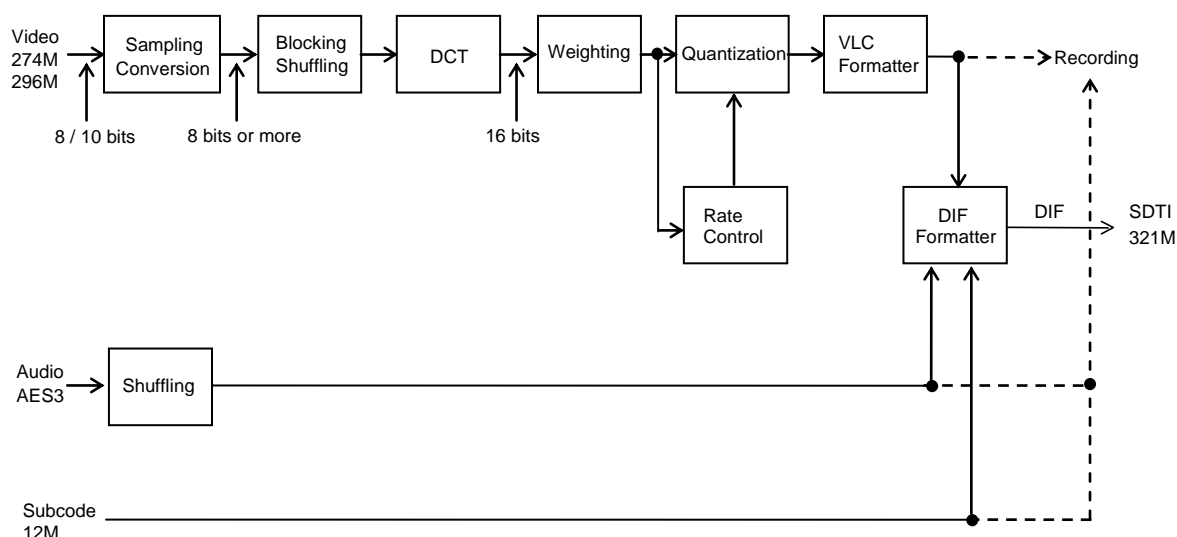 Video
274M
296M
Sampling
Conversion
Blocking
Shuffling
DCT
Weighting
Quantization
VLC
Formatter
Recording
8 / 10 bits
8 bits or more
16 bits
Rate
Control
DIF
Formatter
DIF
SDTI
321M
Audio
AES3
Shuffling
Subcode
12M